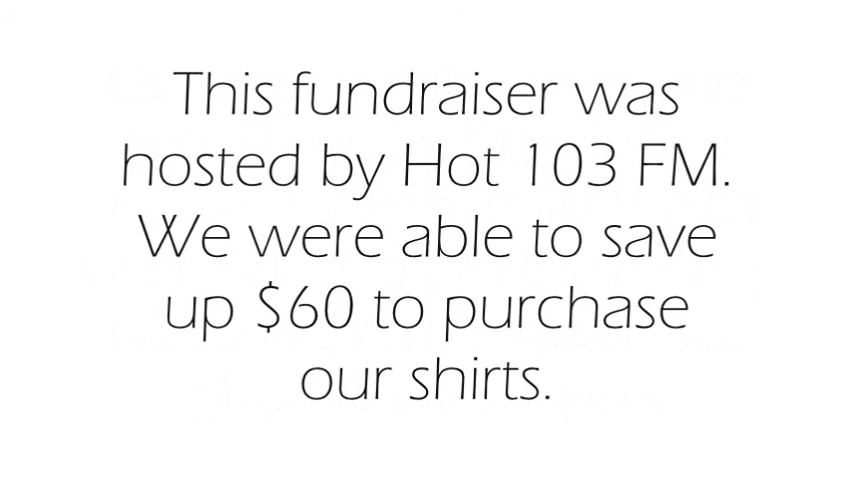 This fundraiser was
hosted by Hot 103 FM.
We were able to save
up $60 to purchase
our shirts.